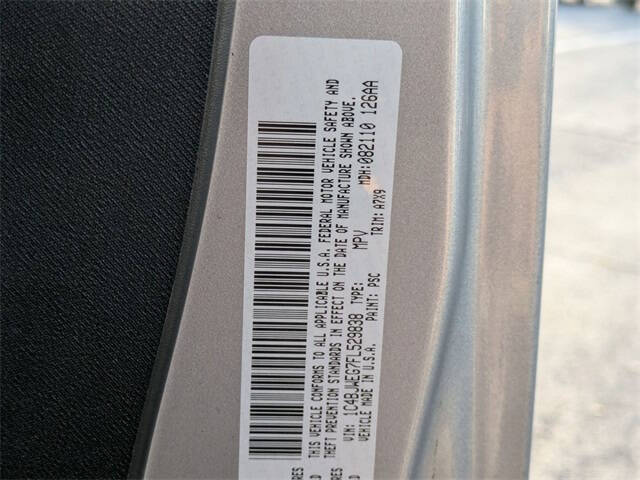 THIS VEHICLE CONFORMS TO ALL APPLICABLE U.S.A. FEDERAL MOTOR VEHICLE SAFETY AND
THEFT PREVENTION STANDARDS IN EFFECT ON THE DATE OF MANUFACTURE SHOWN ABOVE.
VIN: 1C4BJWEG7FL529838 TYPE: MPV MDH:082110 126AA
VEHICLE MADE IN U.S.A. PAINT: PSC TRIM: A7X9